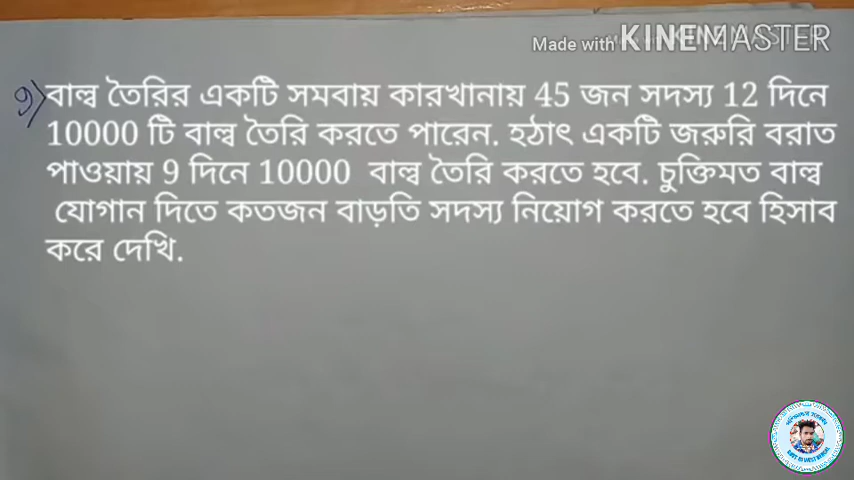 Made with KINEMASTER
৩) বাল্ব তৈরির একটি সমবায় কারখানায় 45 জন সদস্য 12 দিনে
10000 টি বাল্ব তৈরি করতে পারেন. হঠাৎ একটি জরুরি বরাত
পাওয়ায় 9 দিনে 10000 বাল্ব তৈরি করতে হবে. চুক্তিমত বাল্ব
যোগান দিতে কতজন বাড়তি সদস্য নিয়োগ করতে হবে হিসাব
করে দেখি.